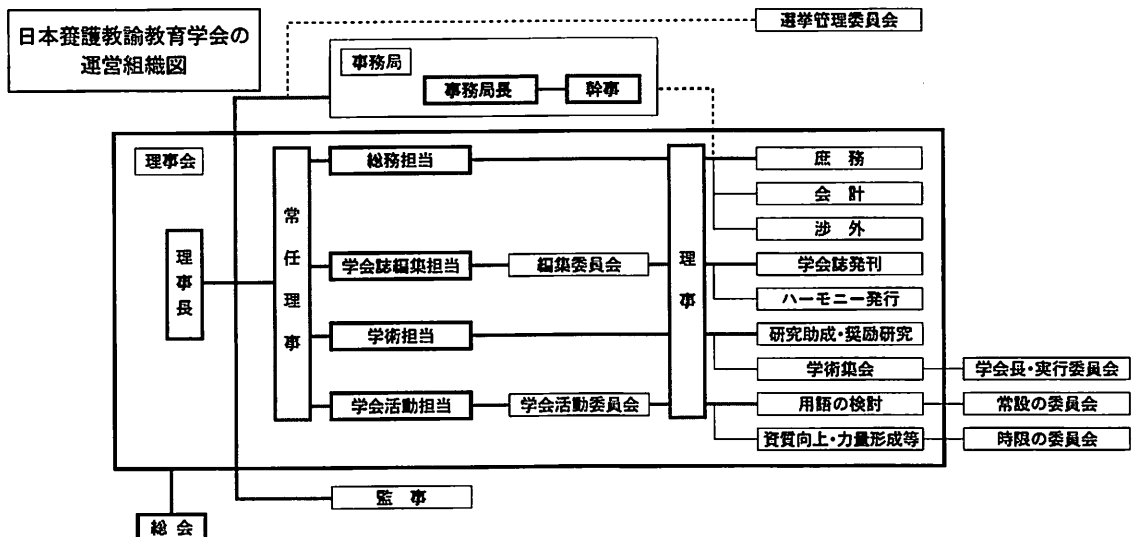 日本養護教諭教育学会の
運営組織図
選挙管理委員会
事務局
事務局長
幹事
理事会
理事長
常任理事
総務担当
学会誌編集担当
編集委員会
学術担当
学会活動担当
学会活動委員会
理事
庶務
会計
渉外
学会誌発刊
ハーモニー発行
研究助成・奨励研究
学術集会
学会長・実行委員会
用語の検討
常設の委員会
資質向上・力量形成等
時限の委員会
監事
総会